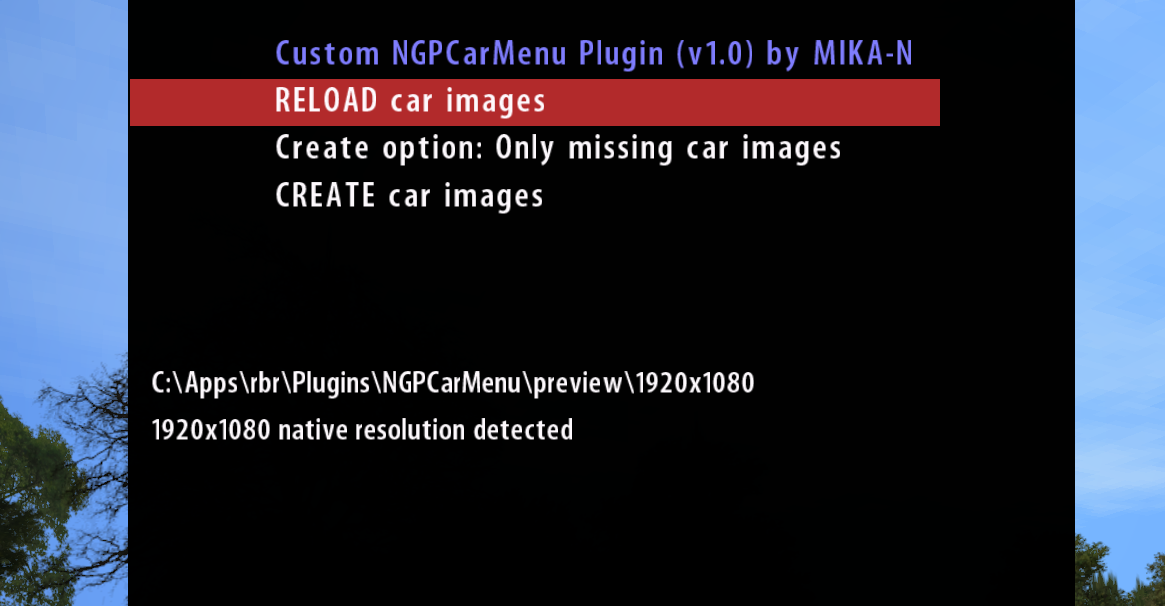 Custom NGPCarMenu Plugin (v1.0) by MIKA-N
RELOAD car images
Create option: Only missing car images
CREATE car images
C:\Apps\rbr\Plugins\NGPCarMenu\preview\1920x1080
1920x1080 native resolution detected